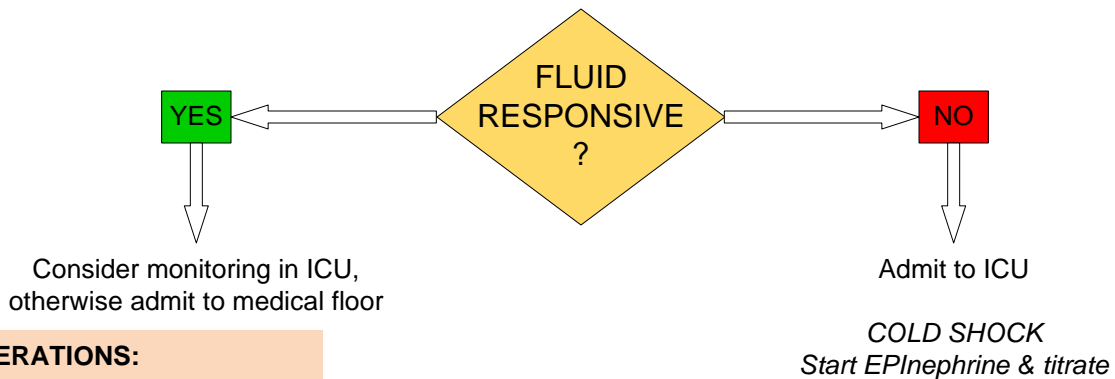 FLUID
RESPONSIVE
?
YES
NO
Consider monitoring in ICU,
otherwise admit to medical floor
Admit to ICU
COLD SHOCK
Start EPInephrine & titrate
ERATIONS: